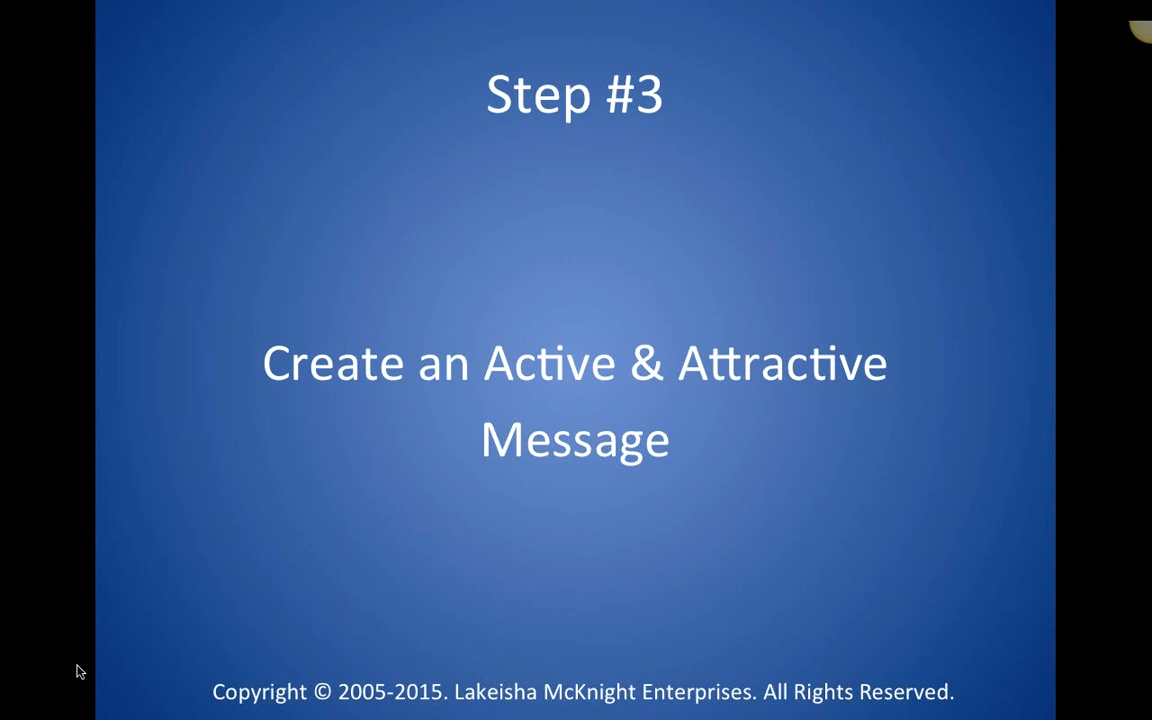 Step #3
Create an Active & Attractive
Message
Copyright © 2005-2015. Lakeisha McKnight Enterprises. All Rights Reserved.